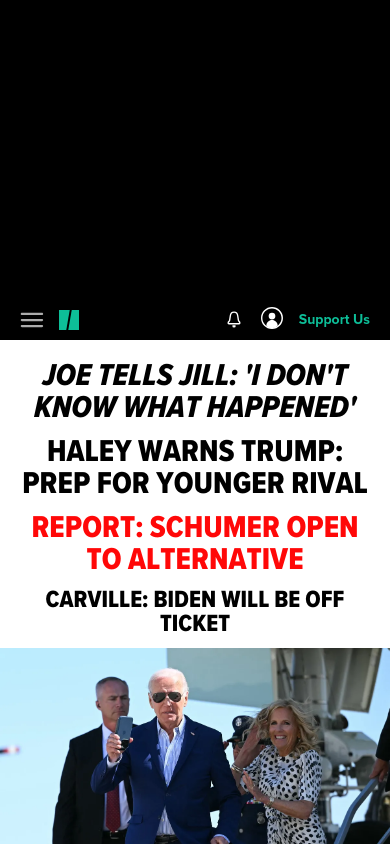 Support Us
JOE TELLS JILL: 'I DON'T
KNOW WHAT HAPPENED'
HALEY WARNS TRUMP:
PREP FOR YOUNGER RIVAL
REPORT: SCHUMER OPEN
TO ALTERNATIVE
CARVILLE: BIDEN WILL BE OFF
TICKET